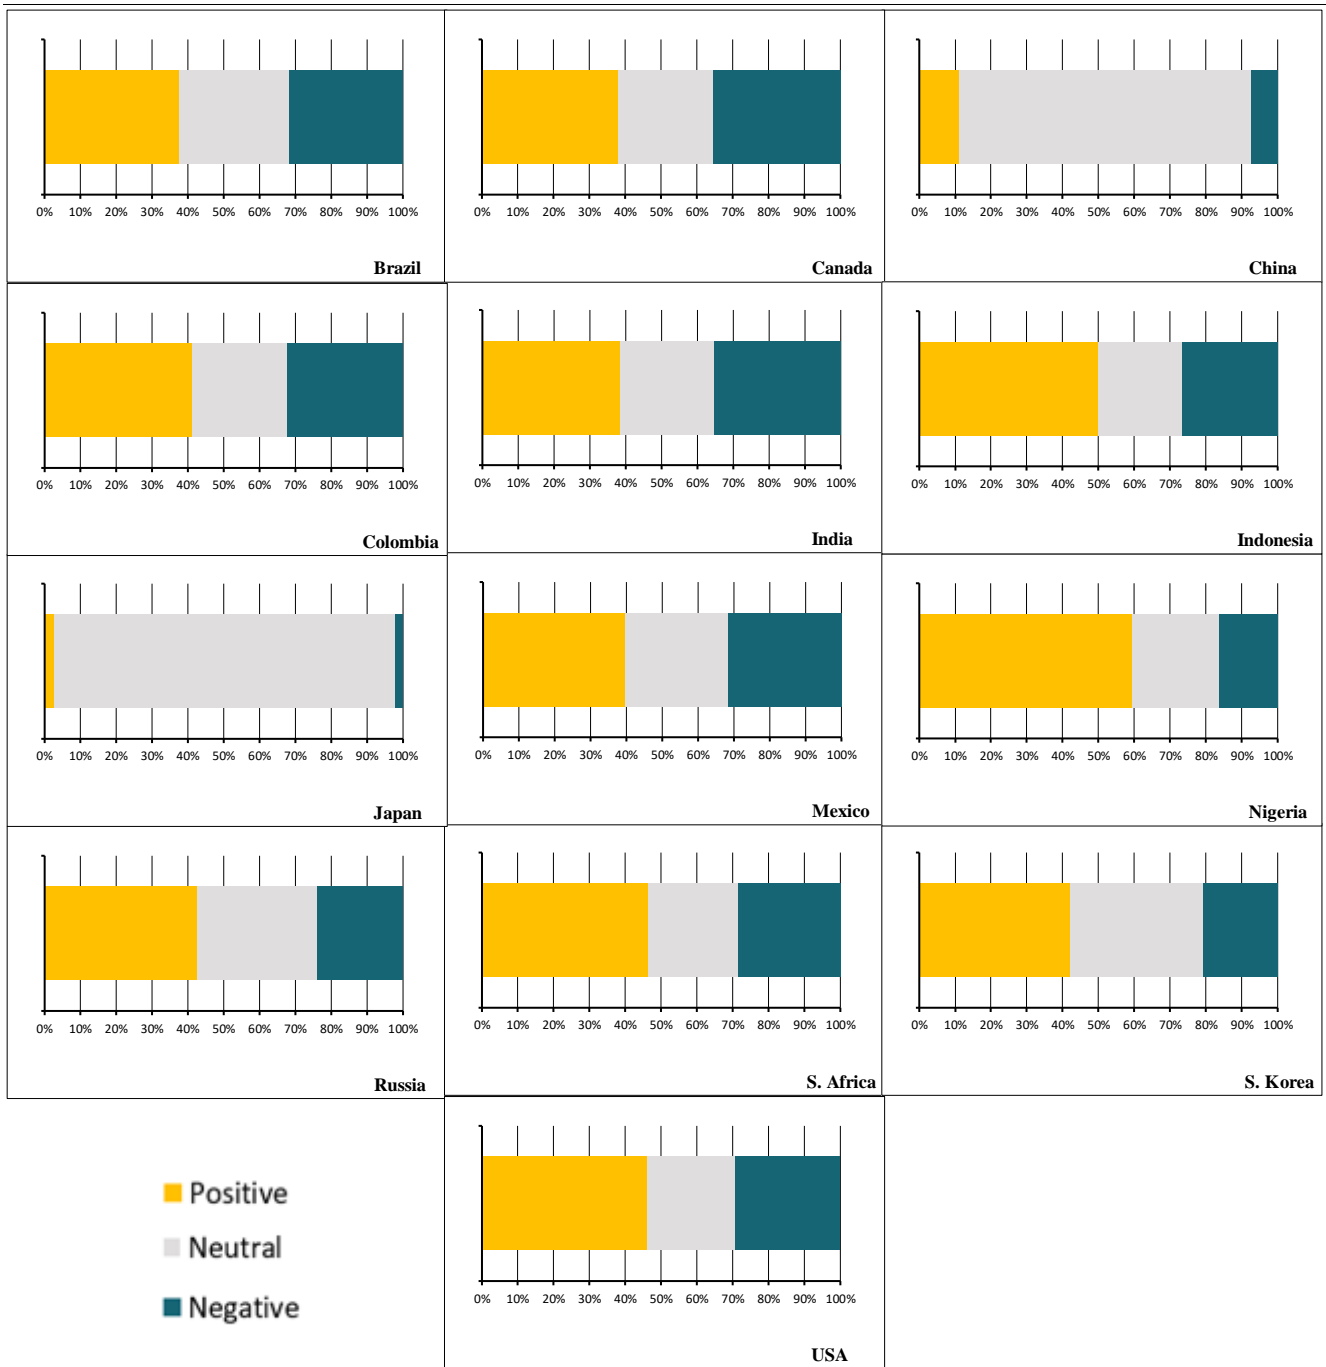 0% 10% 20% 30% 40% 50% 60% 70% 80% 90% 100%
Brazil
0% 10% 20% 30% 40% 50% 60% 70% 80% 90% 100%
Canada
0% 10% 20% 30% 40% 50% 60% 70% 80% 90% 100%
China
0% 10% 20% 30% 40% 50% 60% 70% 80% 90% 100%
Colombia
0% 10% 20% 30% 40% 50% 60% 70% 80% 90% 100%
India
0% 10% 20% 30% 40% 50% 60% 70% 80% 90% 100%
Indonesia
0% 10% 20% 30% 40% 50% 60% 70% 80% 90% 100%
Japan
0% 10% 20% 30% 40% 50% 60% 70% 80% 90% 100%
Mexico
0% 10% 20% 30% 40% 50% 60% 70% 80% 90% 100%
Nigeria
0% 10% 20% 30% 40% 50% 60% 70% 80% 90% 100%
Russia
0% 10% 20% 30% 40% 50% 60% 70% 80% 90% 100%
S. Africa
0% 10% 20% 30% 40% 50% 60% 70% 80% 90% 100%
S. Korea
Positive
Neutral
Negative
0% 10% 20% 30% 40% 50% 60% 70% 80% 90% 100%
USA